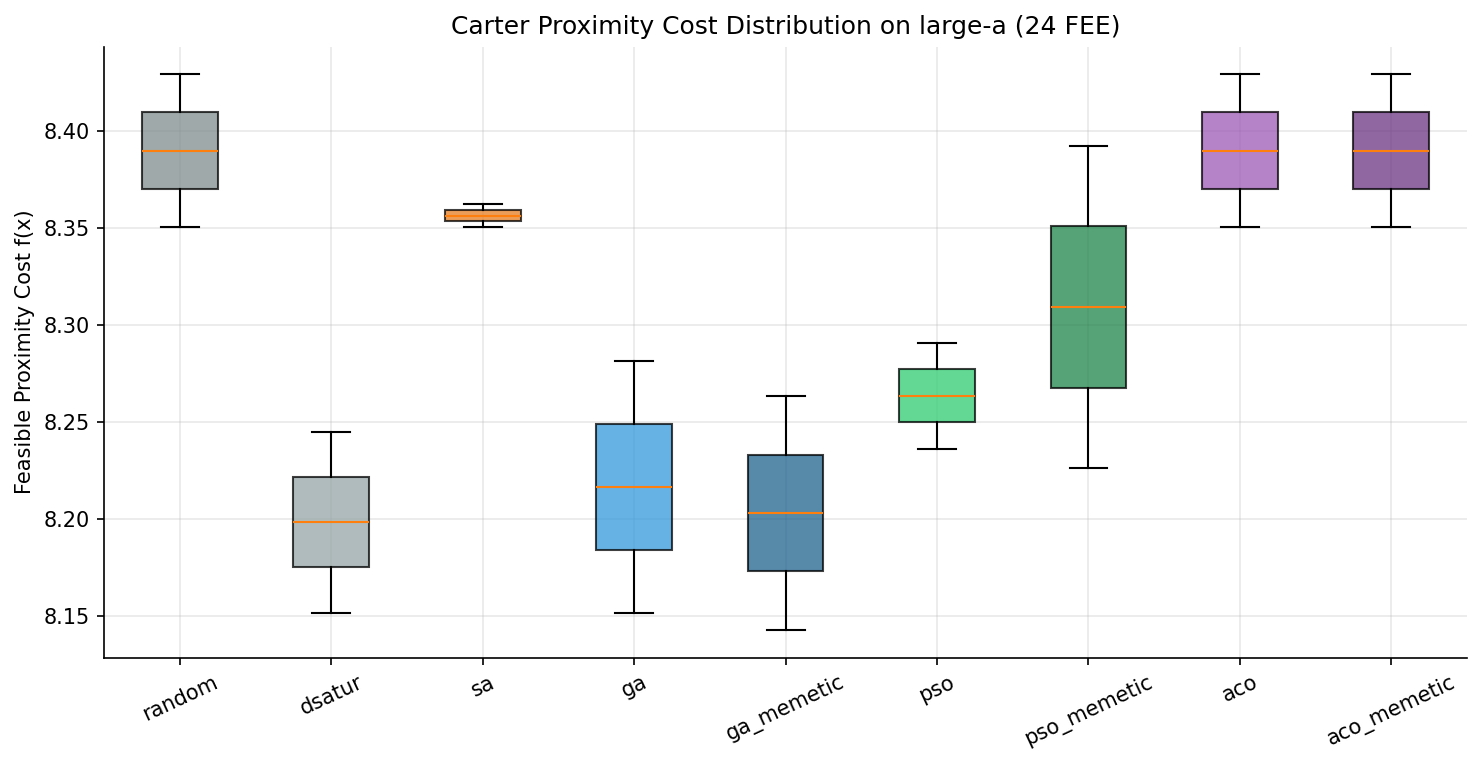 Carter Proximity Cost Distribution on large-a (24 FEE)
Feasible Proximity Cost f(x)
8.40
8.35
8.30
8.25
8.20
8.15
random
dsatur
sa
ga
ga_memetic
pso
pso_memetic
aco
aco_memetic